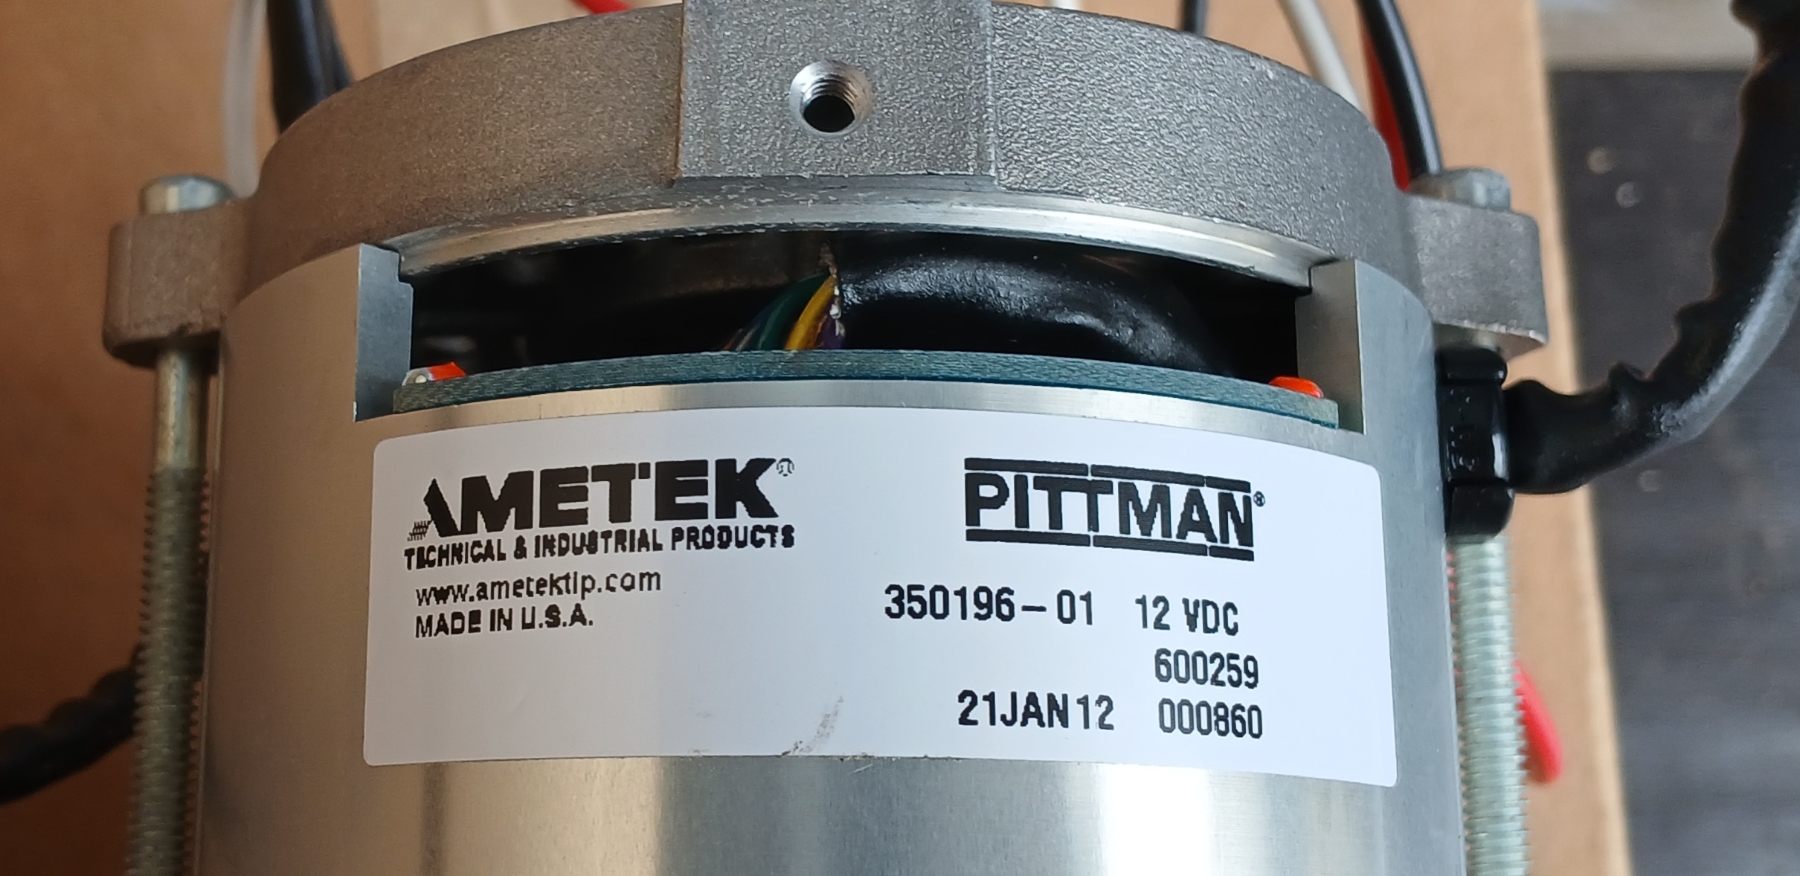 AMETEK®
TECHNICAL & INDUSTRIAL PRODUCTS
www.ametektip.com
MADE IN U.S.A.
PITTMAN®
350196-01 12 VDC
600259
21JAN12 000860